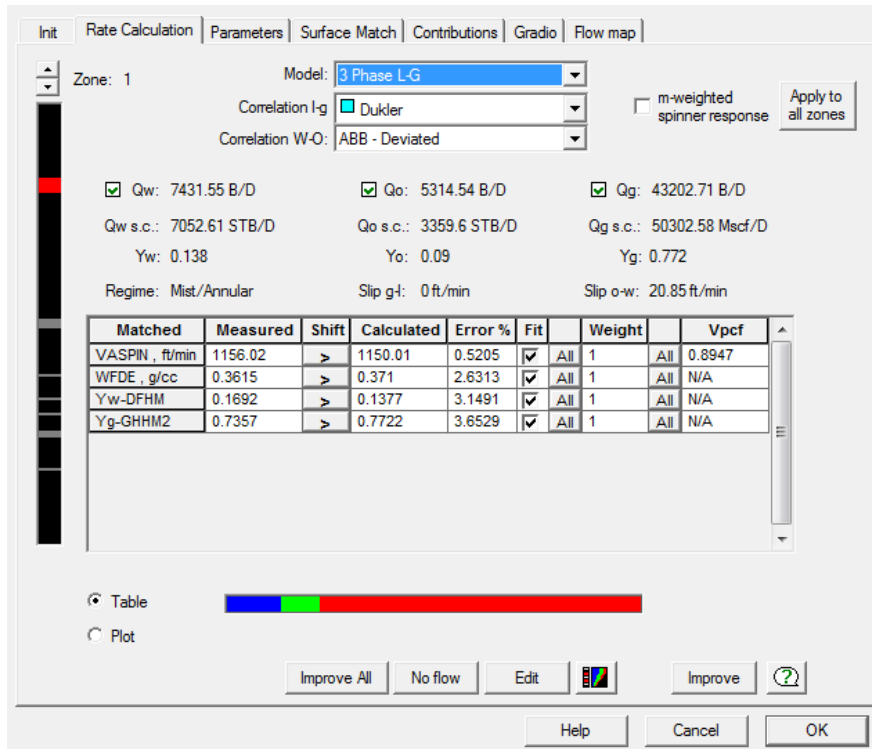 Init Rate Calculation Parameters Surface Match Contributions Gradio Flow map
Zone: 1
Model: 3 Phase L-G
Correlation l-g Dukler
Correlation W-O: ABB - Deviated
m-weighted
spinner response
Apply to
all zones
Qw: 7431.55 B/D Qo: 5314.54 B/D Qg: 43202.71 B/D
Qw s.c.: 7052.61 STB/D Qo s.c.: 3359.6 STB/D Qg s.c.: 50302.58 Mscf/D
Yw: 0.138 Yo: 0.09 Yg: 0.772
Regime: Mist/Annular Slip g-l: 0 ft/min Slip o-w: 20.85 ft/min
Matched Measured Shift Calculated Error % Fit Weight Vpcf
VASPIN , ft/min 1156.02 > 1150.01 0.5205 All 1 All 0.8947
WFDE , g/cc 0.3615 > 0.371 2.6313 All 1 All N/A
Yw-DFHM 0.1692 > 0.1377 3.1491 All 1 All N/A
Yg-GHHM2 0.7357 > 0.7722 3.6529 All 1 All N/A
Table
Plot
Improve All No flow Edit Improve ?
Help Cancel OK